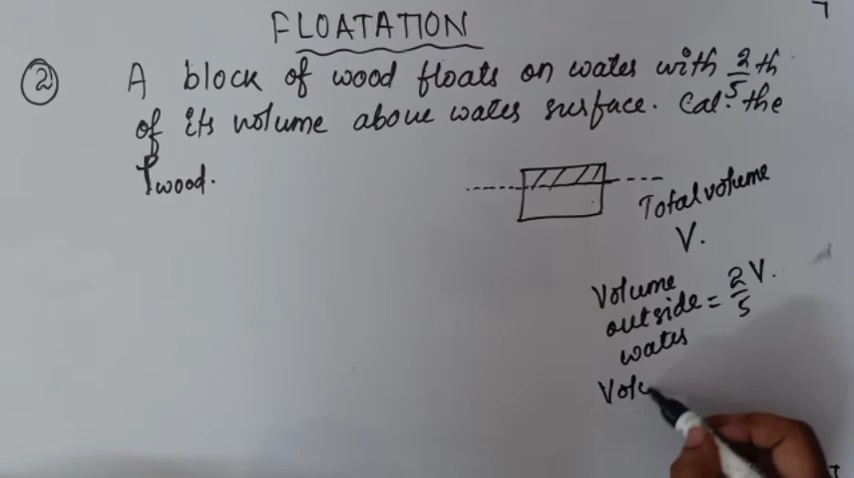 FLOATATION
② A block of wood floats on water with 2/5 th
of its volume above water surface. Cal. the
ρwood.
Total volume
V.
Volume
outside = 2/5 V.
water
Volu